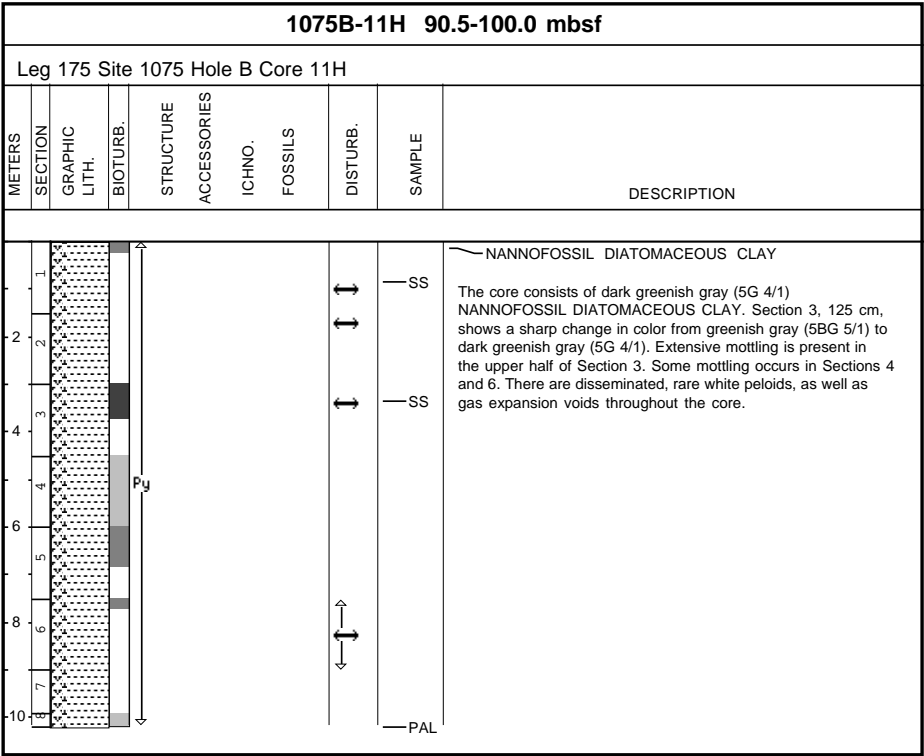 1075B-11H 90.5-100.0 mbsf
Leg 175 Site 1075 Hole B Core 11H
METERS
SECTION
GRAPHIC
LITH.
BIOTURB.
STRUCTURE
ACCESSORIES
ICHNO.
FOSSILS
DISTURB.
SAMPLE
DESCRIPTION
NANNOFOSSIL DIATOMACEOUS CLAY
The core consists of dark greenish gray (5G 4/1)
NANNOFOSSIL DIATOMACEOUS CLAY. Section 3, 125 cm,
shows a sharp change in color from greenish gray (5BG 5/1) to
dark greenish gray (5G 4/1). Extensive mottling is present in
the upper half of Section 3. Some mottling occurs in Sections 4
and 6. There are disseminated, rare white peloids, as well as
gas expansion voids throughout the core.
1
SS
2
2
3
SS
4
4
Py
6
5
8
6
7
10
8
PAL